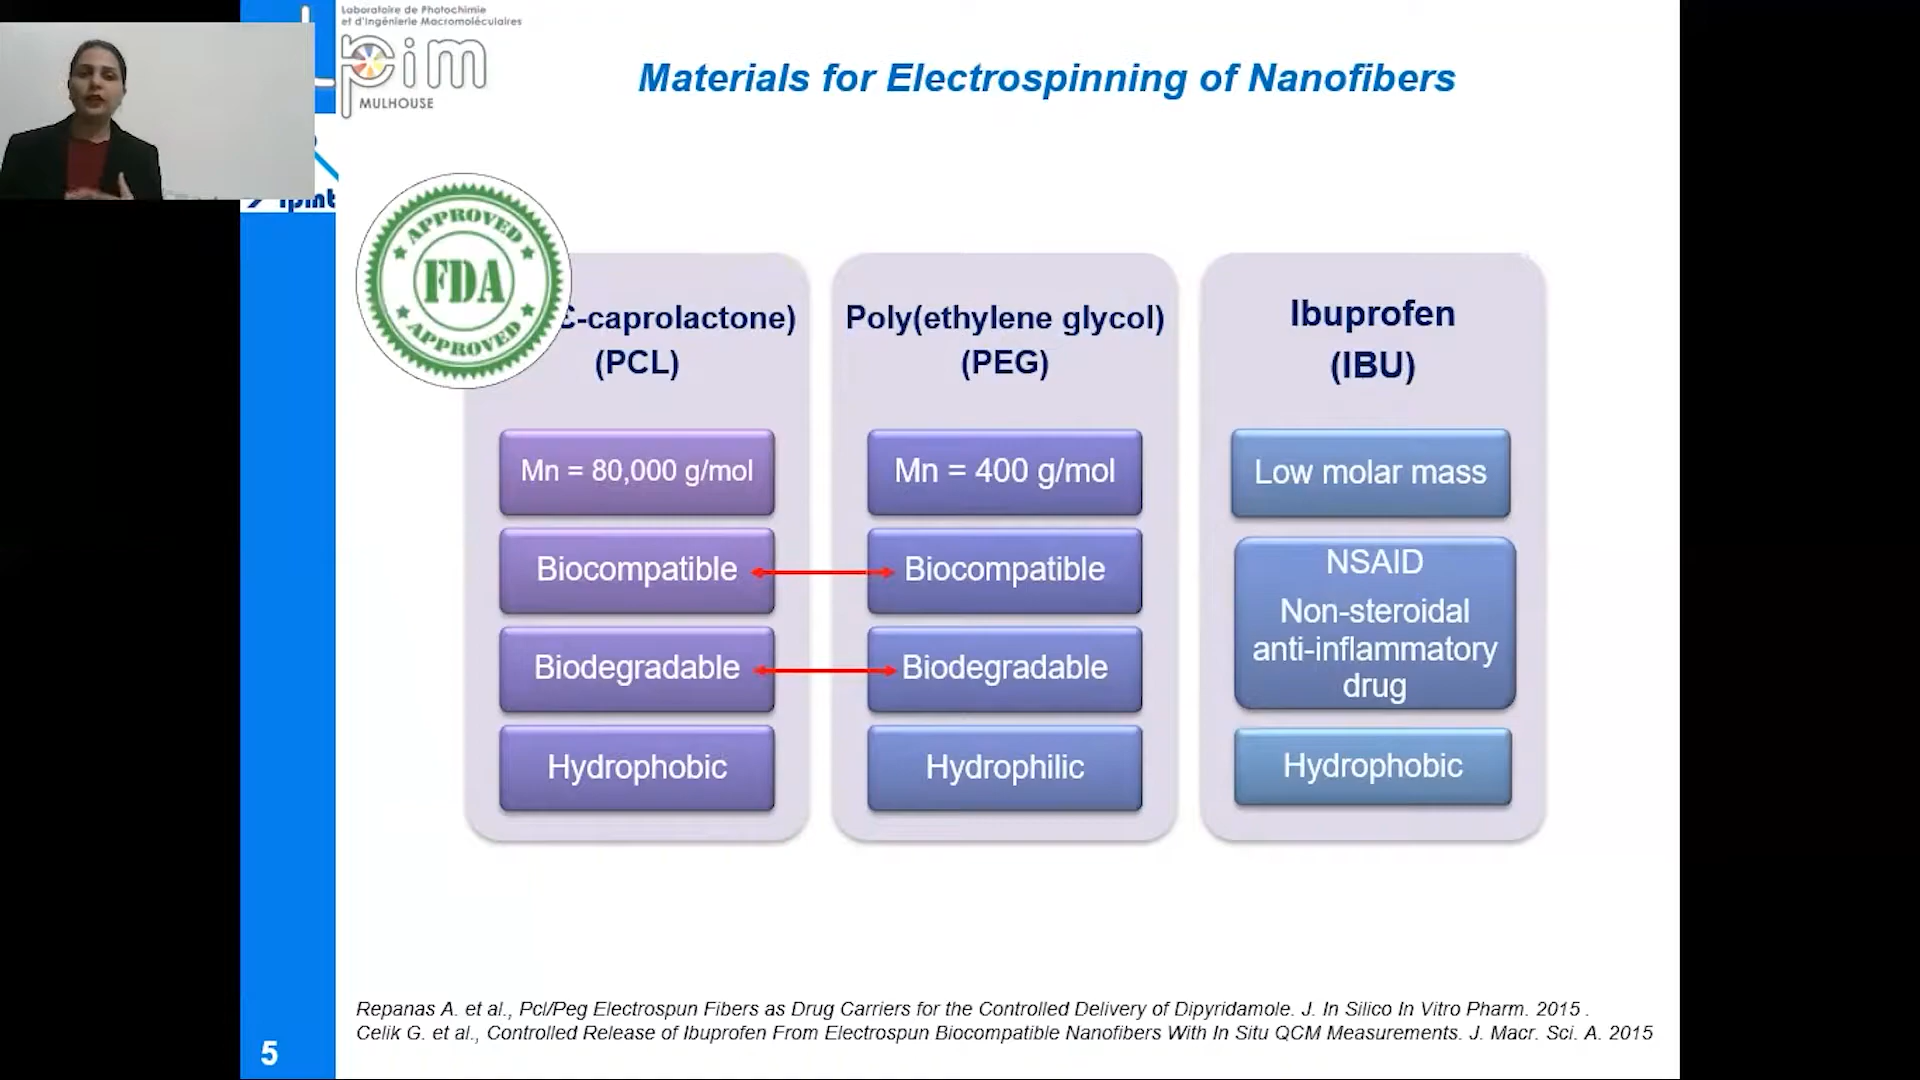 Laboratoire de Photochimie
et d'Ingénierie Macromoléculaires
Lpim
MULHOUSE
Materials for Electrospinning of Nanofibers
ipmt
APPROVED
FDA
APPROVED
Ɛ-caprolactone)
(PCL)
Mn = 80,000 g/mol
Biocompatible
Biodegradable
Hydrophobic
Poly(ethylene glycol)
(PEG)
Mn = 400 g/mol
Biocompatible
Biodegradable
Hydrophilic
Ibuprofen
(IBU)
Low molar mass
NSAID
Non-steroidal
anti-inflammatory
drug
Hydrophobic
Repanas A. et al., Pcl/Peg Electrospun Fibers as Drug Carriers for the Controlled Delivery of Dipyridamole. J. In Silico In Vitro Pharm. 2015 .
Celik G. et al., Controlled Release of Ibuprofen From Electrospun Biocompatible Nanofibers With In Situ QCM Measurements. J. Macr. Sci. A. 2015
5